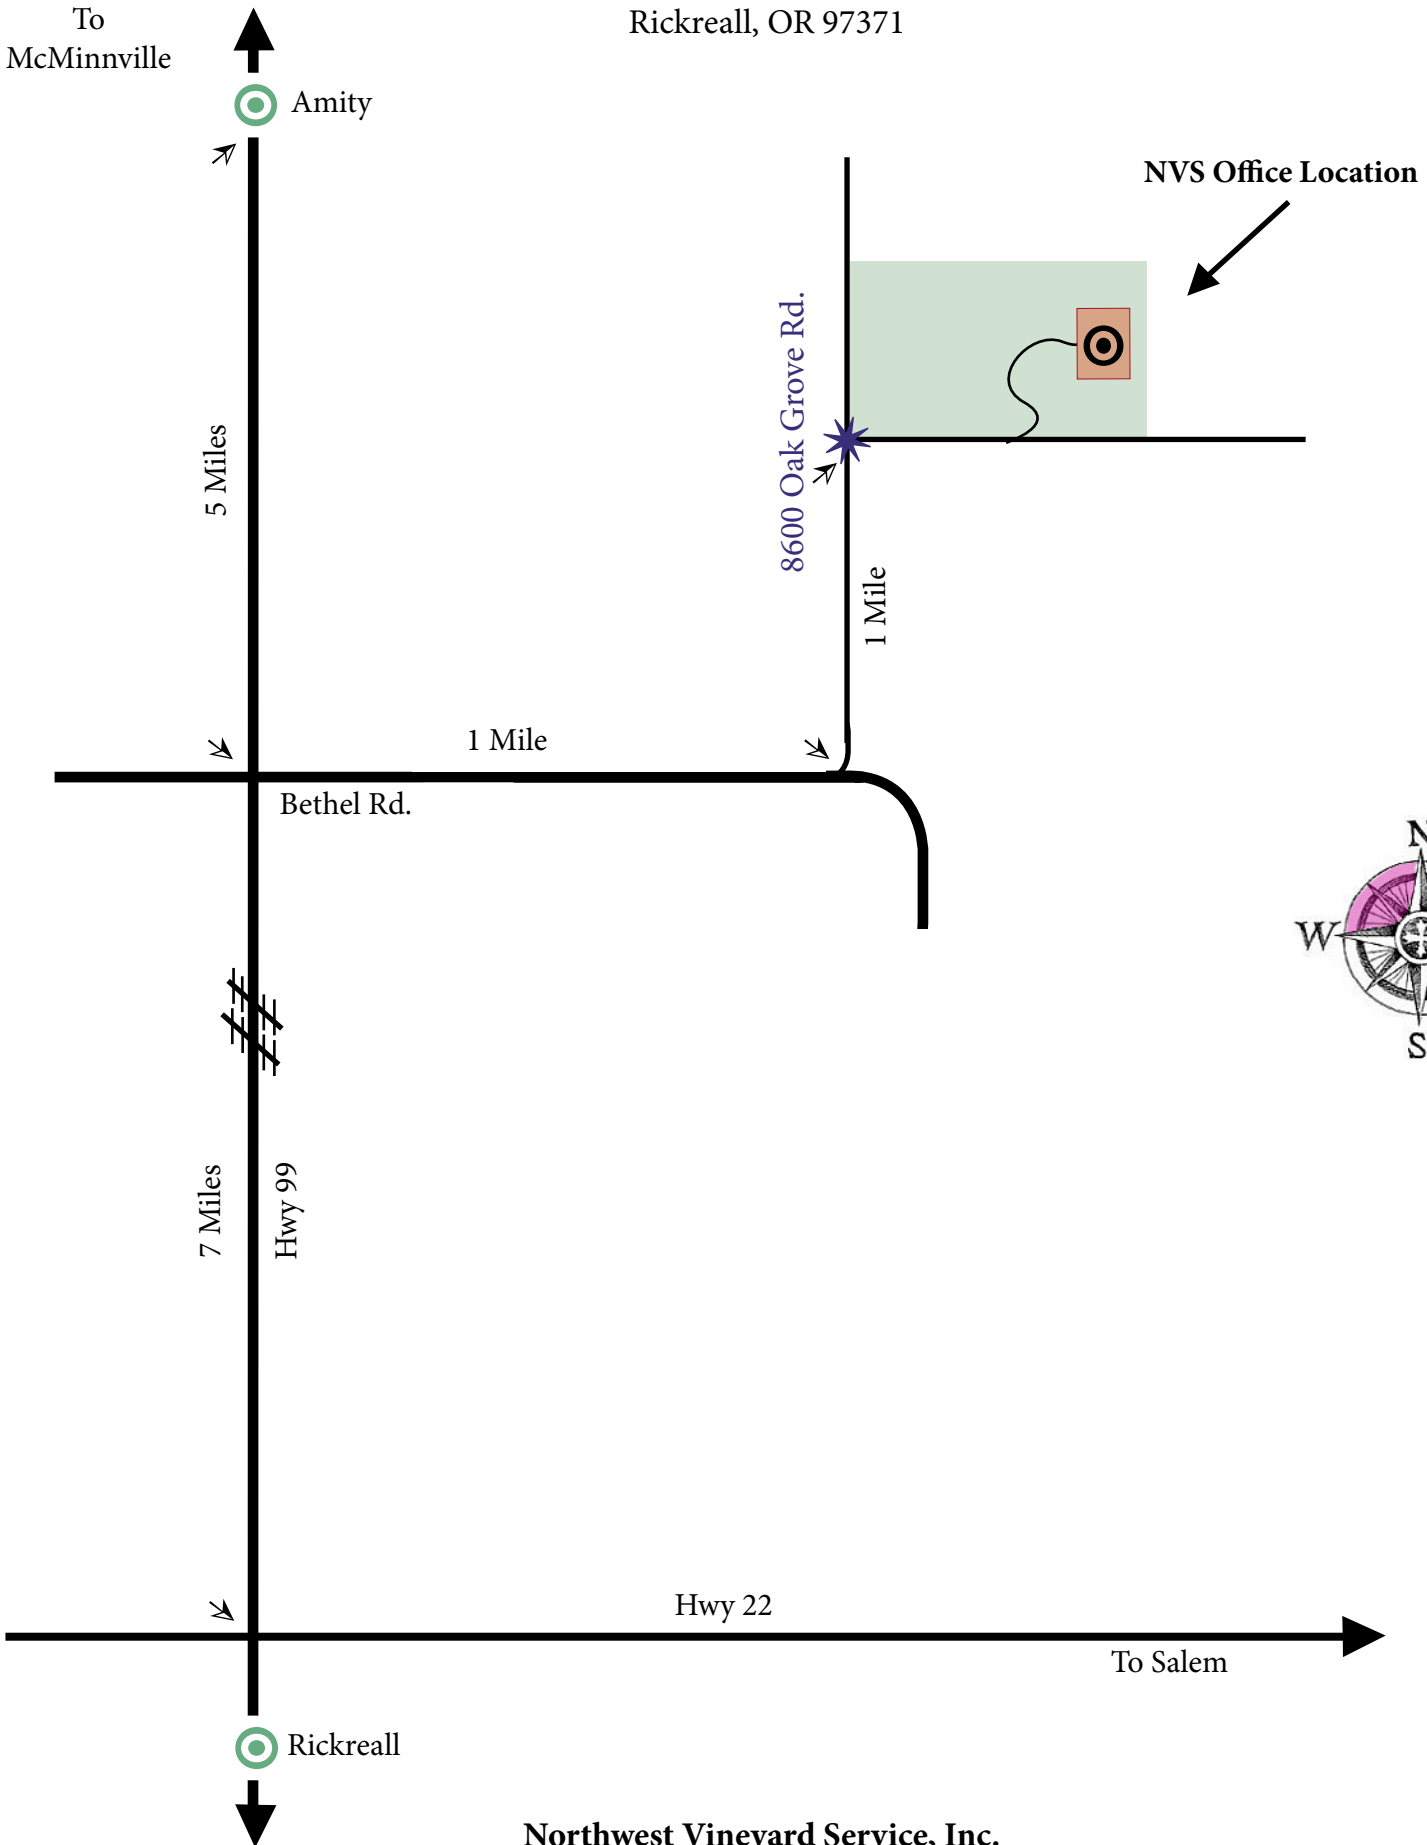 To
McMinnville
Rickreall, OR 97371
Amity
NVS Office Location
8600 Oak Grove Rd.
5 Miles
1 Mile
1 Mile
Bethel Rd.
N
W
S
7 Miles
Hwy 99
Hwy 22
To Salem
Rickreall
Northwest Vineyard Service, Inc.